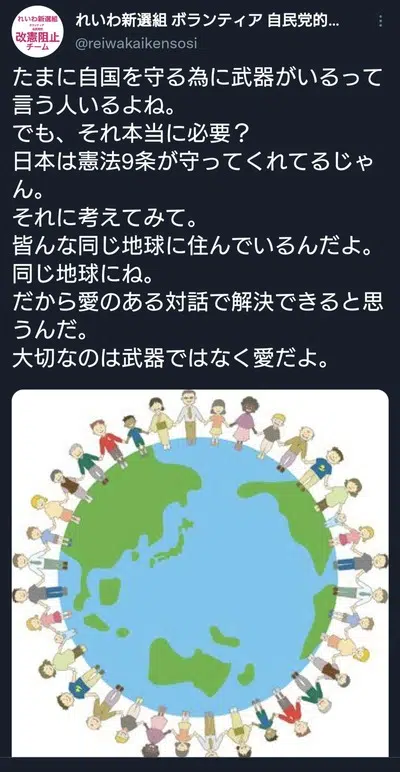 れいわ新選組
改憲阻止
チーム
れいわ新選組 ボランティア 自民党的...
@reiwakaikensosi
たまに自国を守る為に武器がいるって
言う人いるよね。
でも、それ本当に必要？
日本は憲法9条が守ってくれてるじゃ
ん。
それに考えてみて。
皆んな同じ地球に住んでいるんだよ。
同じ地球にね。
だから愛のある対話で解決できると思
うんだ。
大切なのは武器ではなく愛だよ。